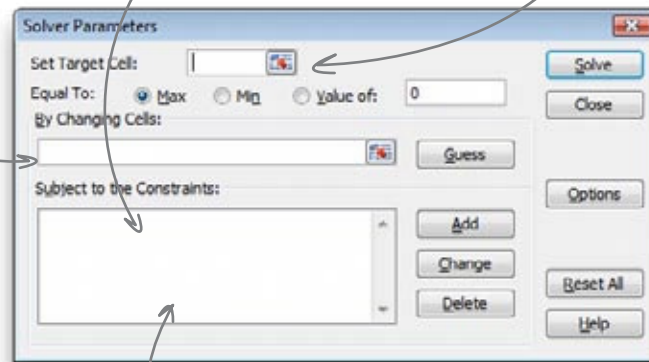 Solver Parameters
Set Target Cell:
Solve
Equal To: Max Min Value of: 0
Close
By Changing Cells:
Guess
Subject to the Constraints:
Options
Add
Change
Reset All
Delete
Help